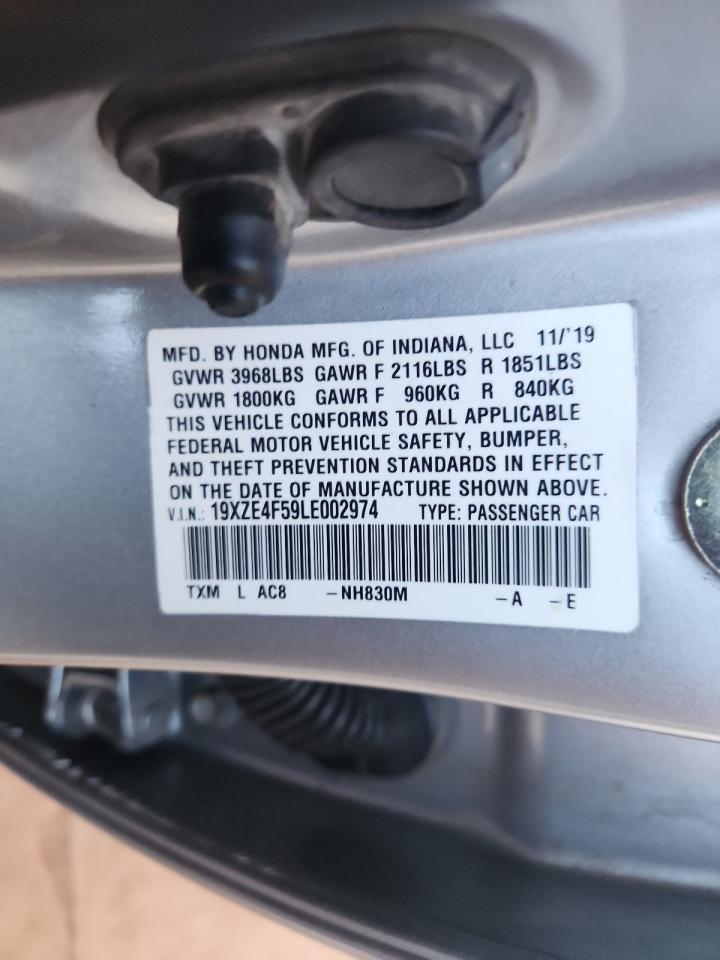 MFD. BY HONDA MFG. OF INDIANA, LLC 11/'19
GVWR 3968LBS GAWR F 2116LBS R 1851LBS
GVWR 1800KG GAWR F 960KG R 840KG
THIS VEHICLE CONFORMS TO ALL APPLICABLE
FEDERAL MOTOR VEHICLE SAFETY, BUMPER,
AND THEFT PREVENTION STANDARDS IN EFFECT
ON THE DATE OF MANUFACTURE SHOWN ABOVE.
V.I.N.: 19XZE4F59LE002974 TYPE: PASSENGER CAR
TXM L AC8 -NH830M -A -E